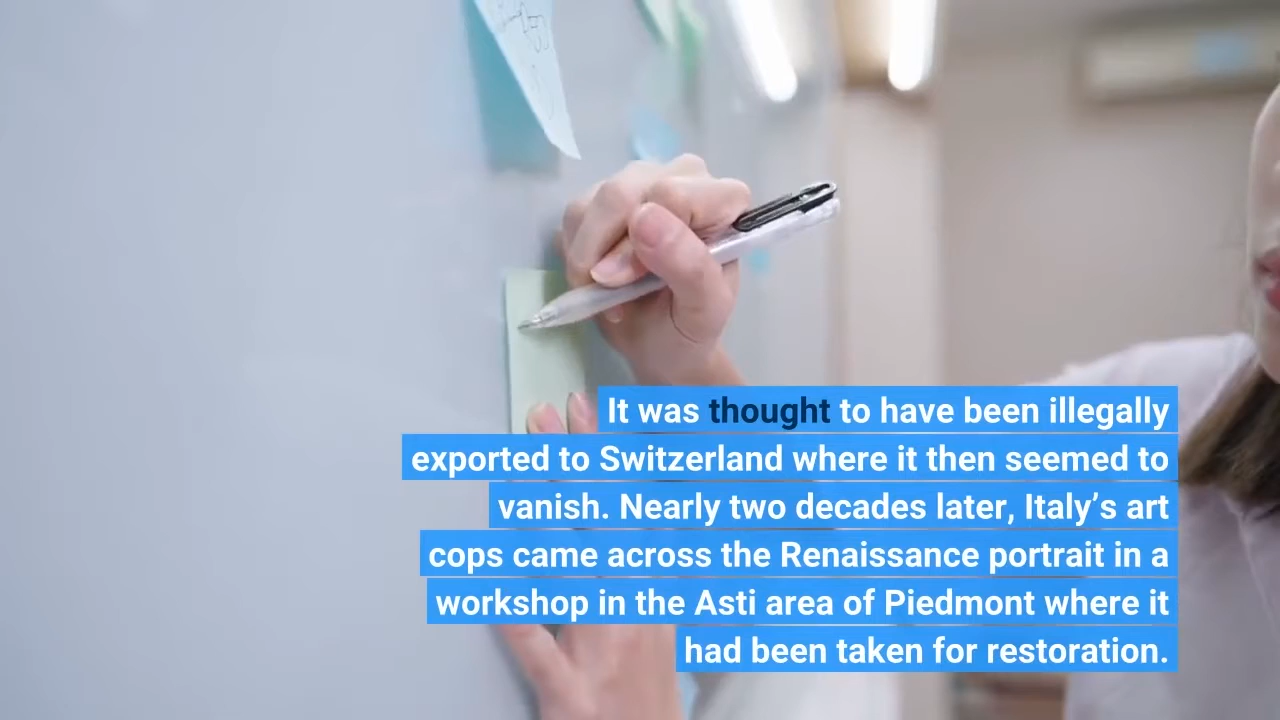 It was thought to have been illegally
exported to Switzerland where it then seemed to
vanish. Nearly two decades later, Italy’s art
cops came across the Renaissance portrait in a
workshop in the Asti area of Piedmont where it
had been taken for restoration.